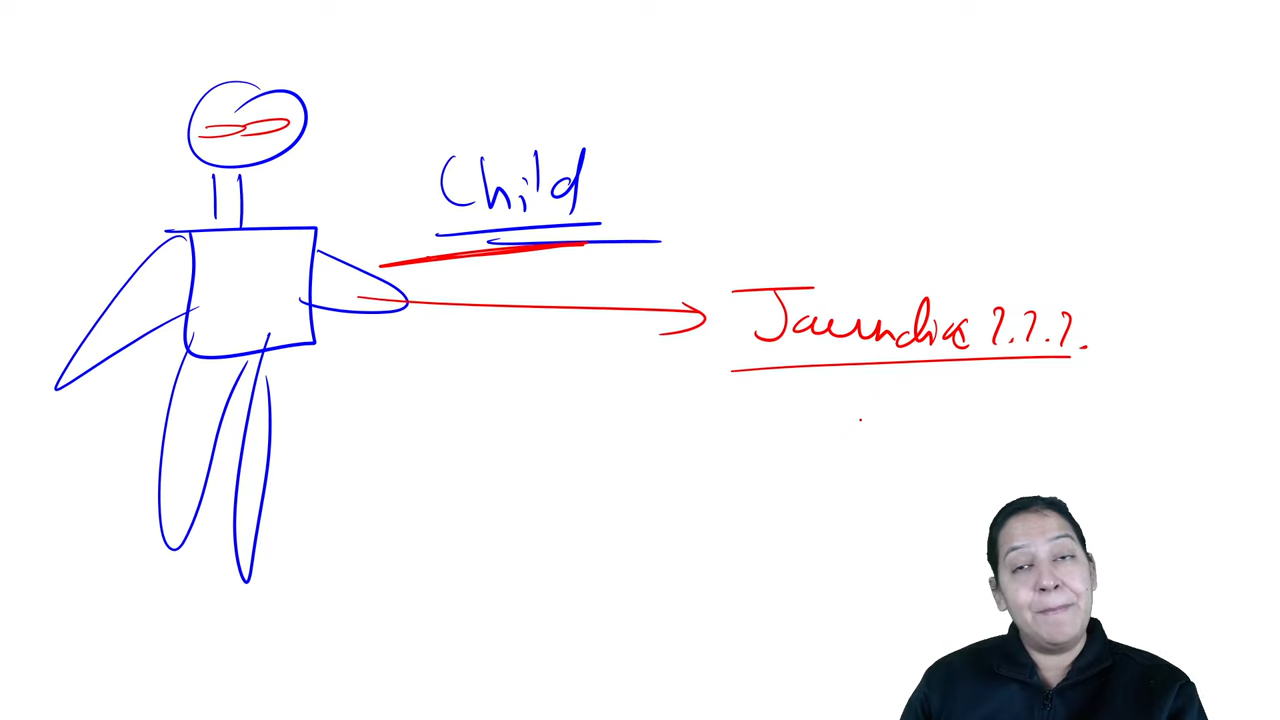 Child
Jaundice ? . ? . ? .